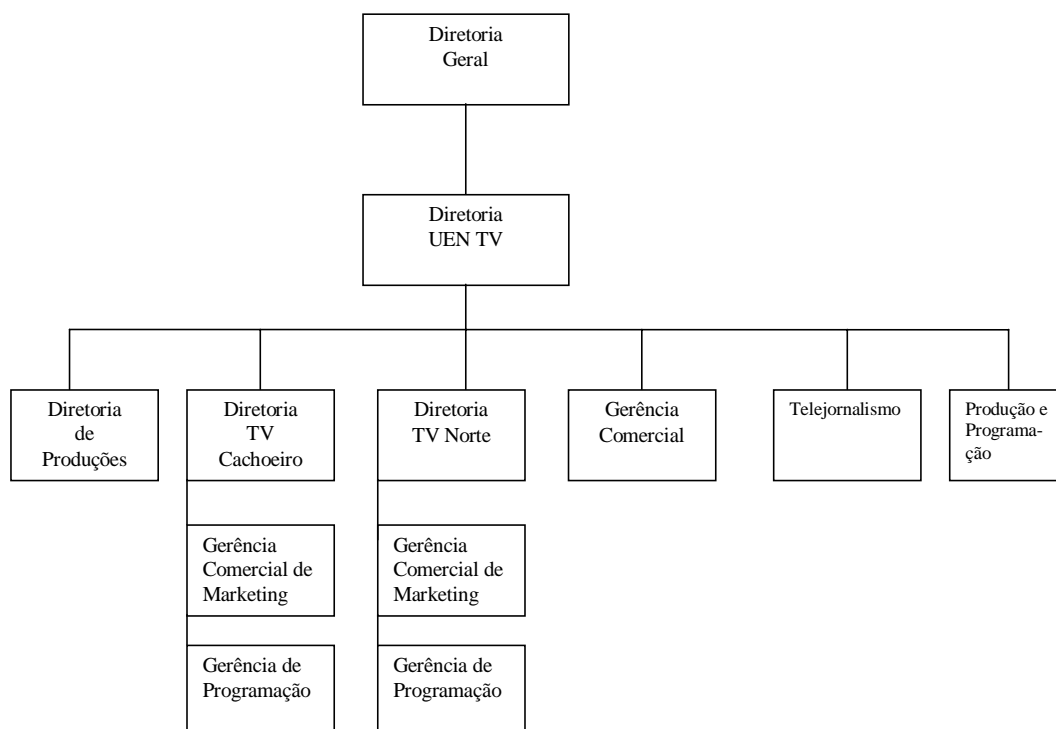 Diretoria
Geral
Diretoria
UEN TV
Diretoria
de
Produções
Diretoria
TV
Cachoeiro
Diretoria
TV Norte
Gerência
Comercial
Telejornalismo
Produção e
Programa-
ção
Gerência
Comercial de
Marketing
Gerência
Comercial de
Marketing
Gerência de
Programação
Gerência de
Programação